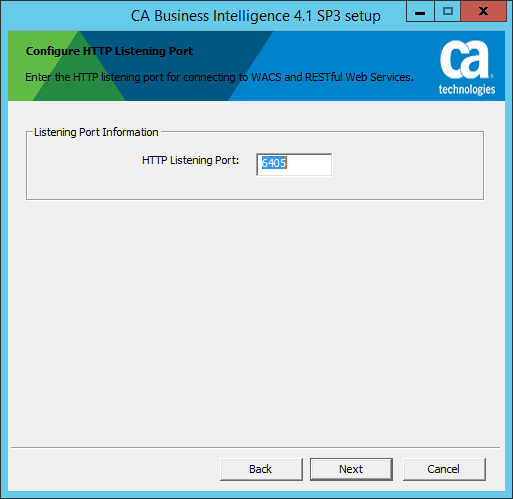 CA Business Intelligence 4.1 SP3 setup
Configure HTTP Listening Port
Enter the HTTP listening port for connecting to WACS and RESTful Web Services.
ca
technologies
Listening Port Information
HTTP Listening Port: 6405
Back Next Cancel